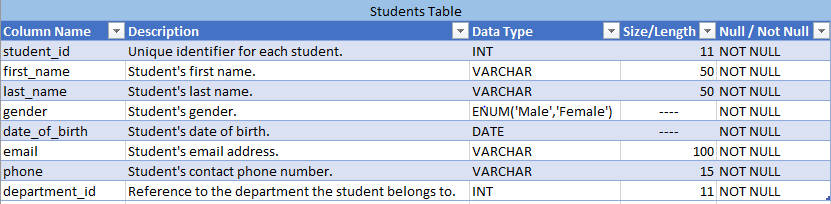 Students Table
Column Name Description Data Type Size/Length Null / Not Null
student_id Unique identifier for each student. INT 11 NOT NULL
first_name Student's first name. VARCHAR 50 NOT NULL
last_name Student's last name. VARCHAR 50 NOT NULL
gender Student's gender. ENUM('Male','Female') ---- NOT NULL
date_of_birth Student's date of birth. DATE ---- NOT NULL
email Student's email address. VARCHAR 100 NOT NULL
phone Student's contact phone number. VARCHAR 15 NOT NULL
department_id Reference to the department the student belongs to. INT 11 NOT NULL